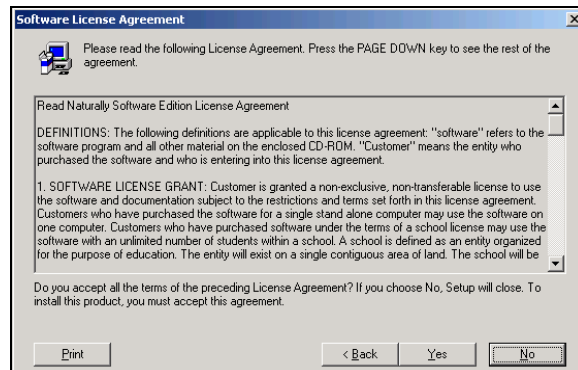 Software License Agreement
Please read the following License Agreement. Press the PAGE DOWN key to see the rest of the
agreement.
Read Naturally Software Edition License Agreement
DEFINITIONS: The following definitions are applicable to this license agreement: "software" refers to the
software program and all other material on the enclosed CD-ROM. "Customer" means the entity who
purchased the software and who is entering into this license agreement.
1. SOFTWARE LICENSE GRANT: Customer is granted a non-exclusive, non-transferable license to use
the software and documentation subject to the restrictions and terms set forth in this license agreement.
Customers who have purchased the software for a single stand alone computer may use the software on
one computer. Customers who have purchased software under the terms of a school license may use the
software with an unlimited number of students within a school. A school is defined as an entity organized
for the purpose of education. The entity will exist on a single contiguous area of land. The school will be
Do you accept all the terms of the preceding License Agreement? If you choose No, Setup will close. To
install this product, you must accept this agreement.
Print
< Back
Yes
No